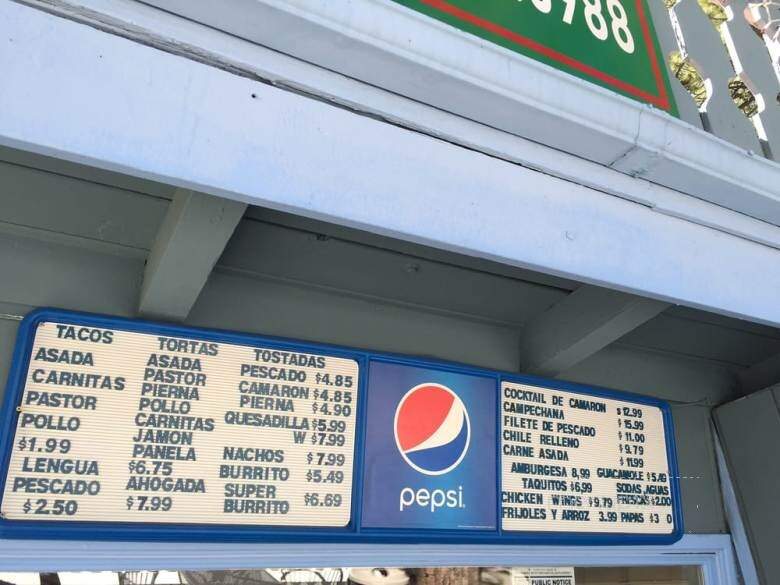 88
TACOS
ASADA
CARNITAS
PASTOR
POLLO
$1.99
LENGUA
PESCADO
$2.50
TORTAS
ASADA
PASTOR
PIERNA
POLLO
CARNITAS
JAMON
PANELA
$6.75
AHOGADA
$7.99
TOSTADAS
PESCADO $4.85
CAMARON $4.85
PIERNA $4.90
QUESADILLA $5.99
W $7.99
NACHOS $7.99
BURRITO $5.49
SUPER
BURRITO $6.69
pepsi
COCKTAIL DE CAMARON $12.99
CAMPECHANA $15.99
FILETE DE PESCADO $11.00
CHILE RELLENO $9.79
CARNE ASADA $11.99
AMBURGESA 8,99 GUACAMOLE
TAQUITOS $6,99 SODAS AGUAS
CHICKEN WINGS $9.79 FRESCAS $2.00
FRIJOLES Y ARROZ 3.99 PAPAS $3
PUBLIC NOTICE